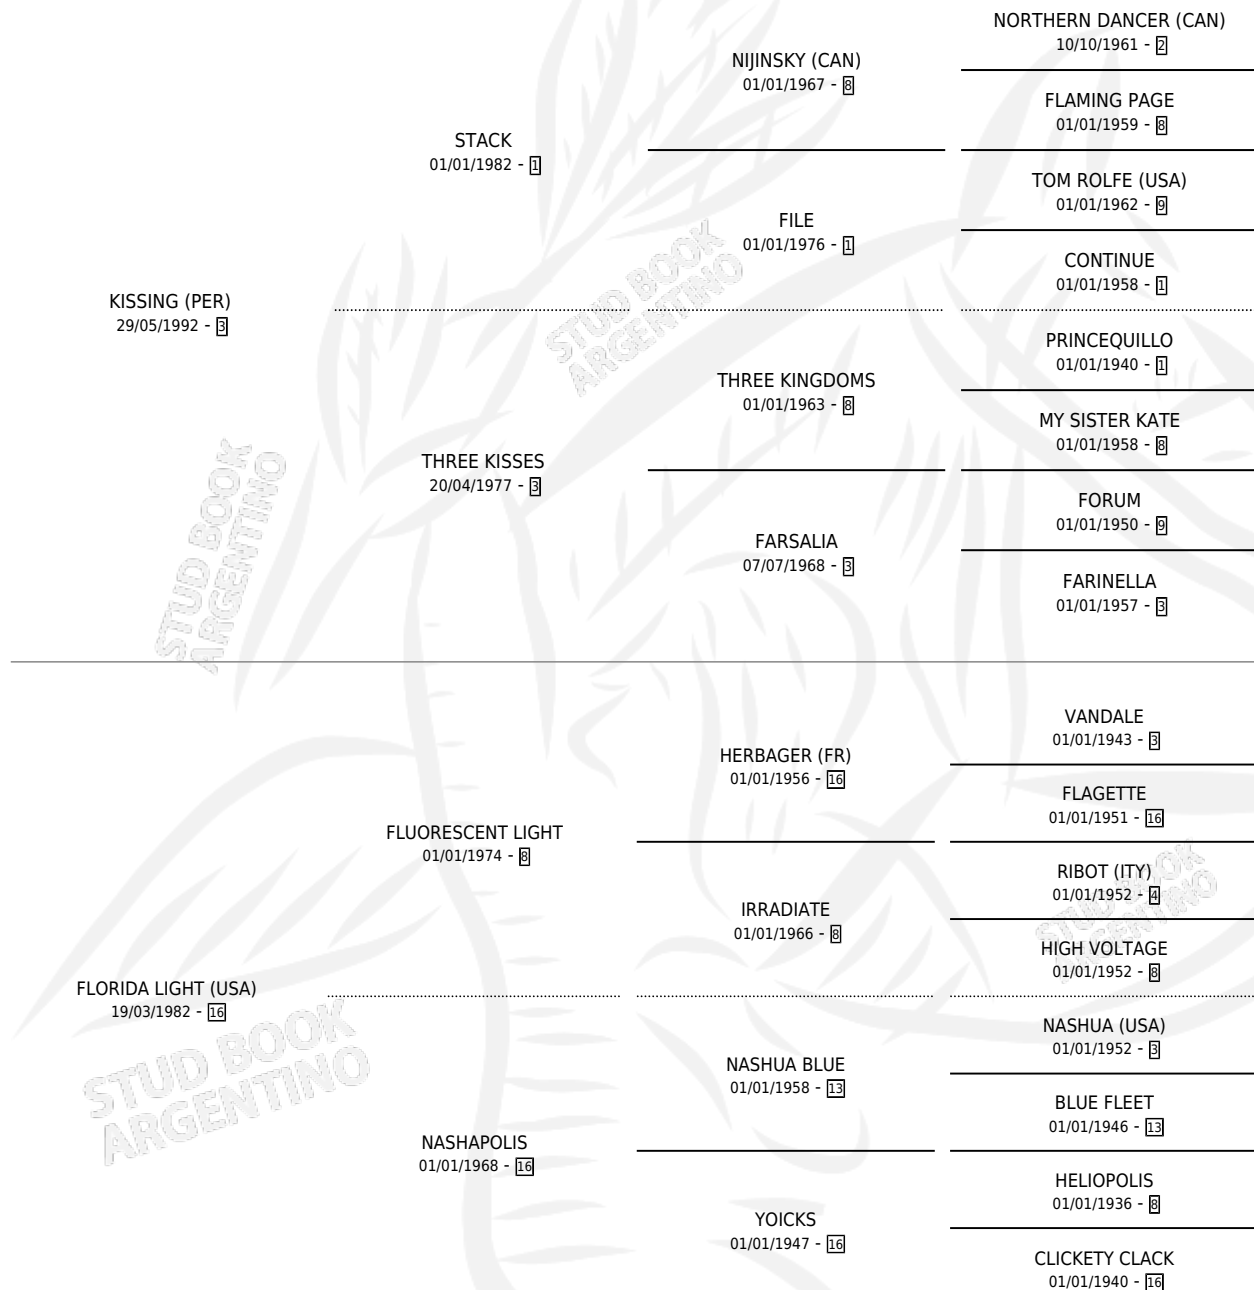 NORTHERN DANCER (CAN)
10/10/1961 - 2
NIJINSKY (CAN)
01/01/1967 - 8
FLAMING PAGE
01/01/1959 - 8
STACK
01/01/1982 - 1
TOM ROLFE (USA)
01/01/1962 - 9
FILE
01/01/1976 - 1
CONTINUE
01/01/1958 - 1
KISSING (PER)
29/05/1992 - 3
STUD BOOK
ARGENTINO
PRINCEQUILLO
01/01/1940 - 1
THREE KINGDOMS
01/01/1963 - 8
MY SISTER KATE
01/01/1958 - 8
THREE KISSES
20/04/1977 - 3
FORUM
01/01/1950 - 9
FARSALIA
07/07/1968 - 3
FARINELLA
01/01/1957 - 3
STUD BOOK
ARGENTINO
VANDALE
01/01/1943 - 3
HERBAGER (FR)
01/01/1956 - 16
FLAGETTE
01/01/1951 - 16
FLUORESCENT LIGHT
01/01/1974 - 8
RIBOT (ITY)
01/01/1952 - 4
IRRADIATE
01/01/1966 - 8
HIGH VOLTAGE
01/01/1952 - 8
STUD BOOK
ARGENTINO
FLORIDA LIGHT (USA)
19/03/1982 - 16
NASHUA (USA)
01/01/1952 - 3
NASHUA BLUE
01/01/1958 - 13
BLUE FLEET
01/01/1946 - 13
STUD BOOK
ARGENTINO
NASHAPOLIS
01/01/1968 - 16
HELIOPOLIS
01/01/1936 - 8
YOICKS
01/01/1947 - 16
CLICKETY CLACK
01/01/1940 - 16